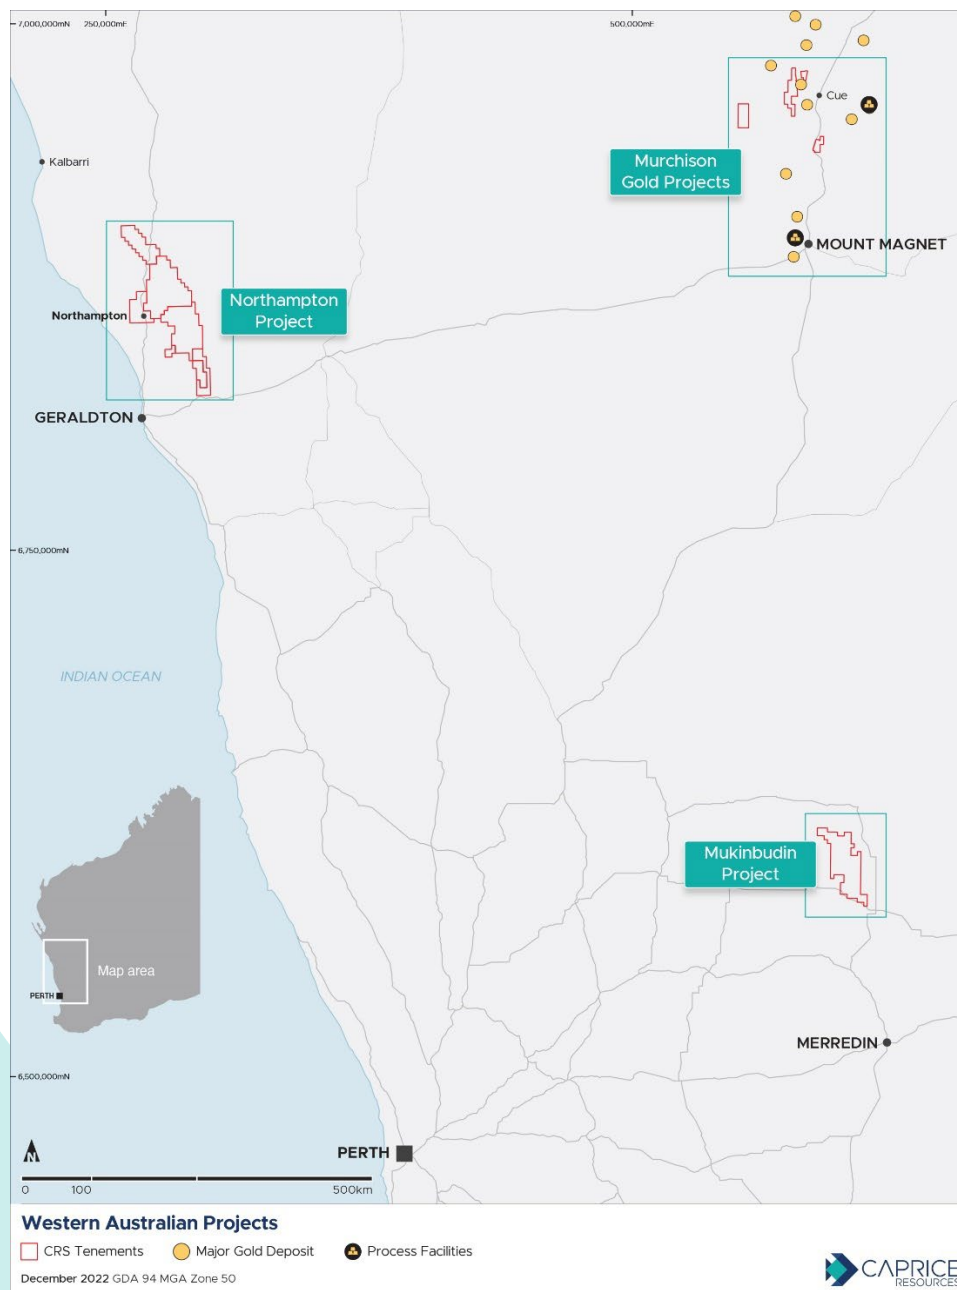 7,000,000mN 250,000mE 500,000mE
Cue
Kalbarri
Murchison
Gold Projects
MOUNT MAGNET
Northampton
Project
Northampton
GERALDTON
6,750,000mN
INDIAN OCEAN
Mukinbudin
Project
Map area
PERTH
MERREDIN
6,500,000mN
PERTH
N
0 100 500km
Western Australian Projects
CRS Tenements Major Gold Deposit Process Facilities
December 2022 GDA 94 MGA Zone 50
CAPRICE
RESOURCES